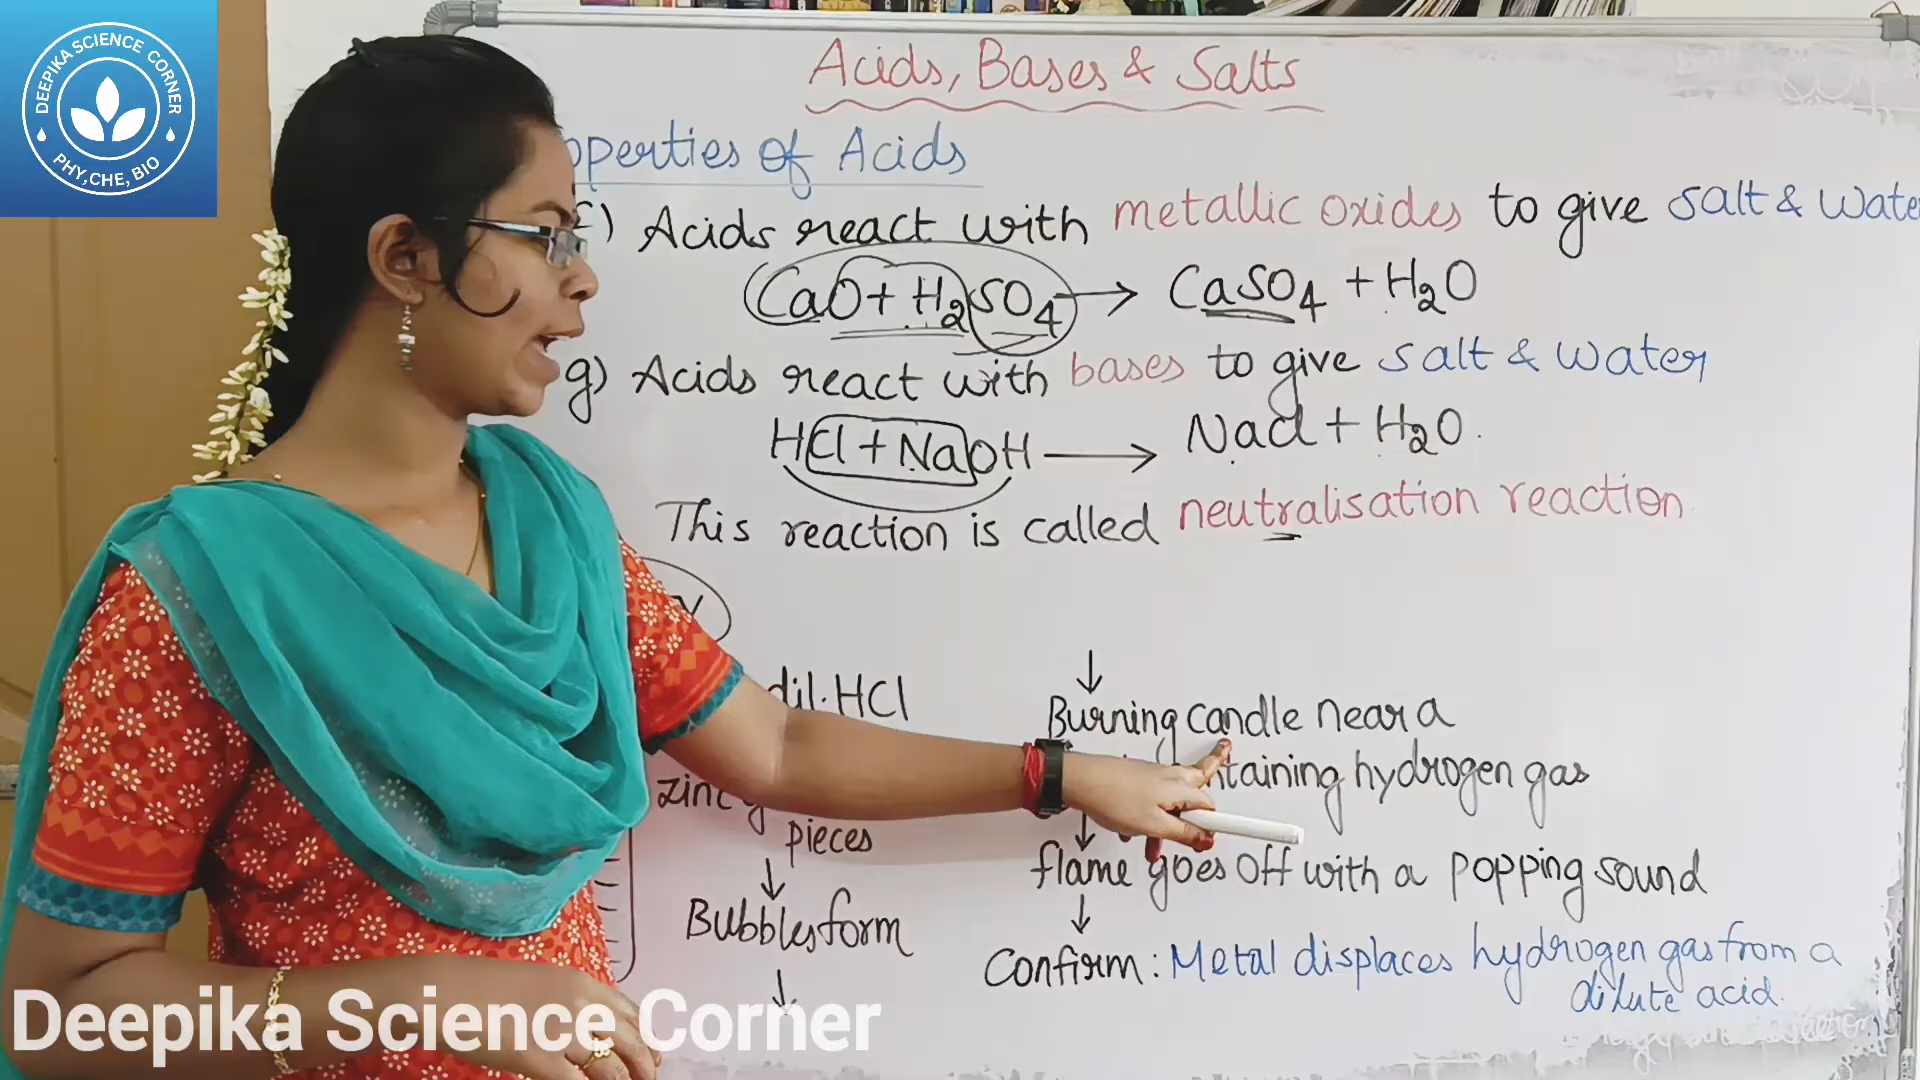 DEEPIKA SCIENCE CORNER
PHY,CHE, BIO
Acids, Bases & Salts
operties of Acids
f) Acids react with metallic oxides to give salt & Wate
CaO + H2SO4 → CaSO4 + H2O
g) Acids react with bases to give salt & water
HCl + NaOH → NaCl + H2O.
This reaction is called neutralisation reaction
dil. HCl
zinc g
pieces
↓
Bubbles form
↓
↓
Burning candle near a
ntaining hydrogen gas
↓
flame goes off with a popping sound
↓
Confirm: Metal displaces hydrogen gas from a
dilute acid.
Deepika Science Corner